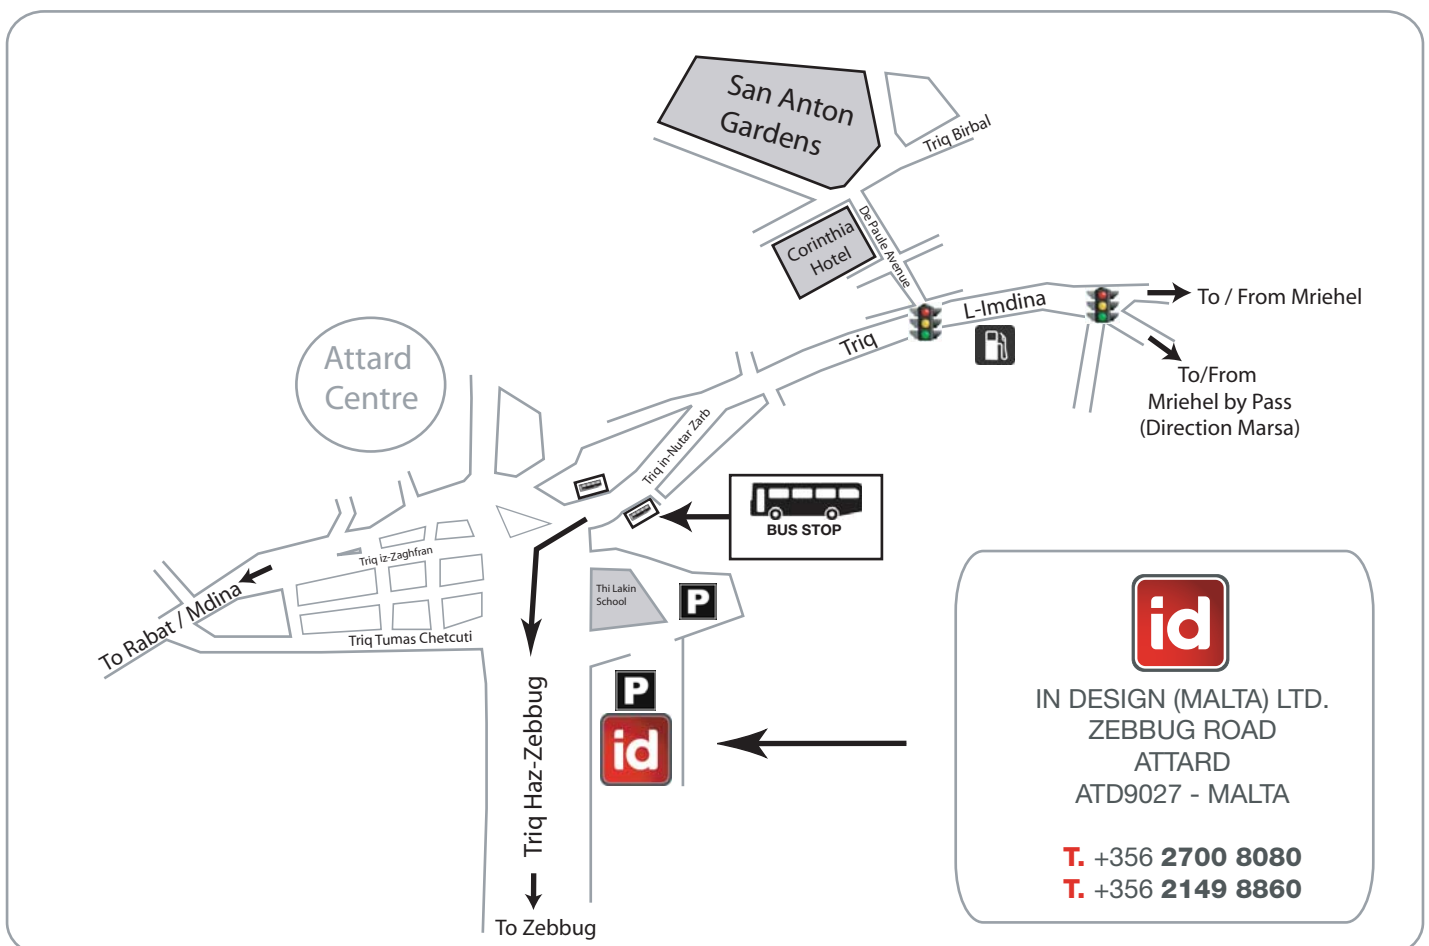 San Anton
Gardens
Triq Birbal
De Paule Avenue
Corinthia
Hotel
L-Imdina
Triq
To / From Mriehel
To/From
Mriehel by Pass
(Direction Marsa)
Attard
Centre
Triq in-Nutar Zarb
BUS STOP
Triq iz-Zaghfran
To Rabat / Mdina
Triq Tumas Chetcuti
Thi Lakin
School
P
P
id
Triq Haz-Zebbug
To Zebbug
id
IN DESIGN (MALTA) LTD.
ZEBBUG ROAD
ATTARD
ATD9027 - MALTA
T. +356 2700 8080
T. +356 2149 8860